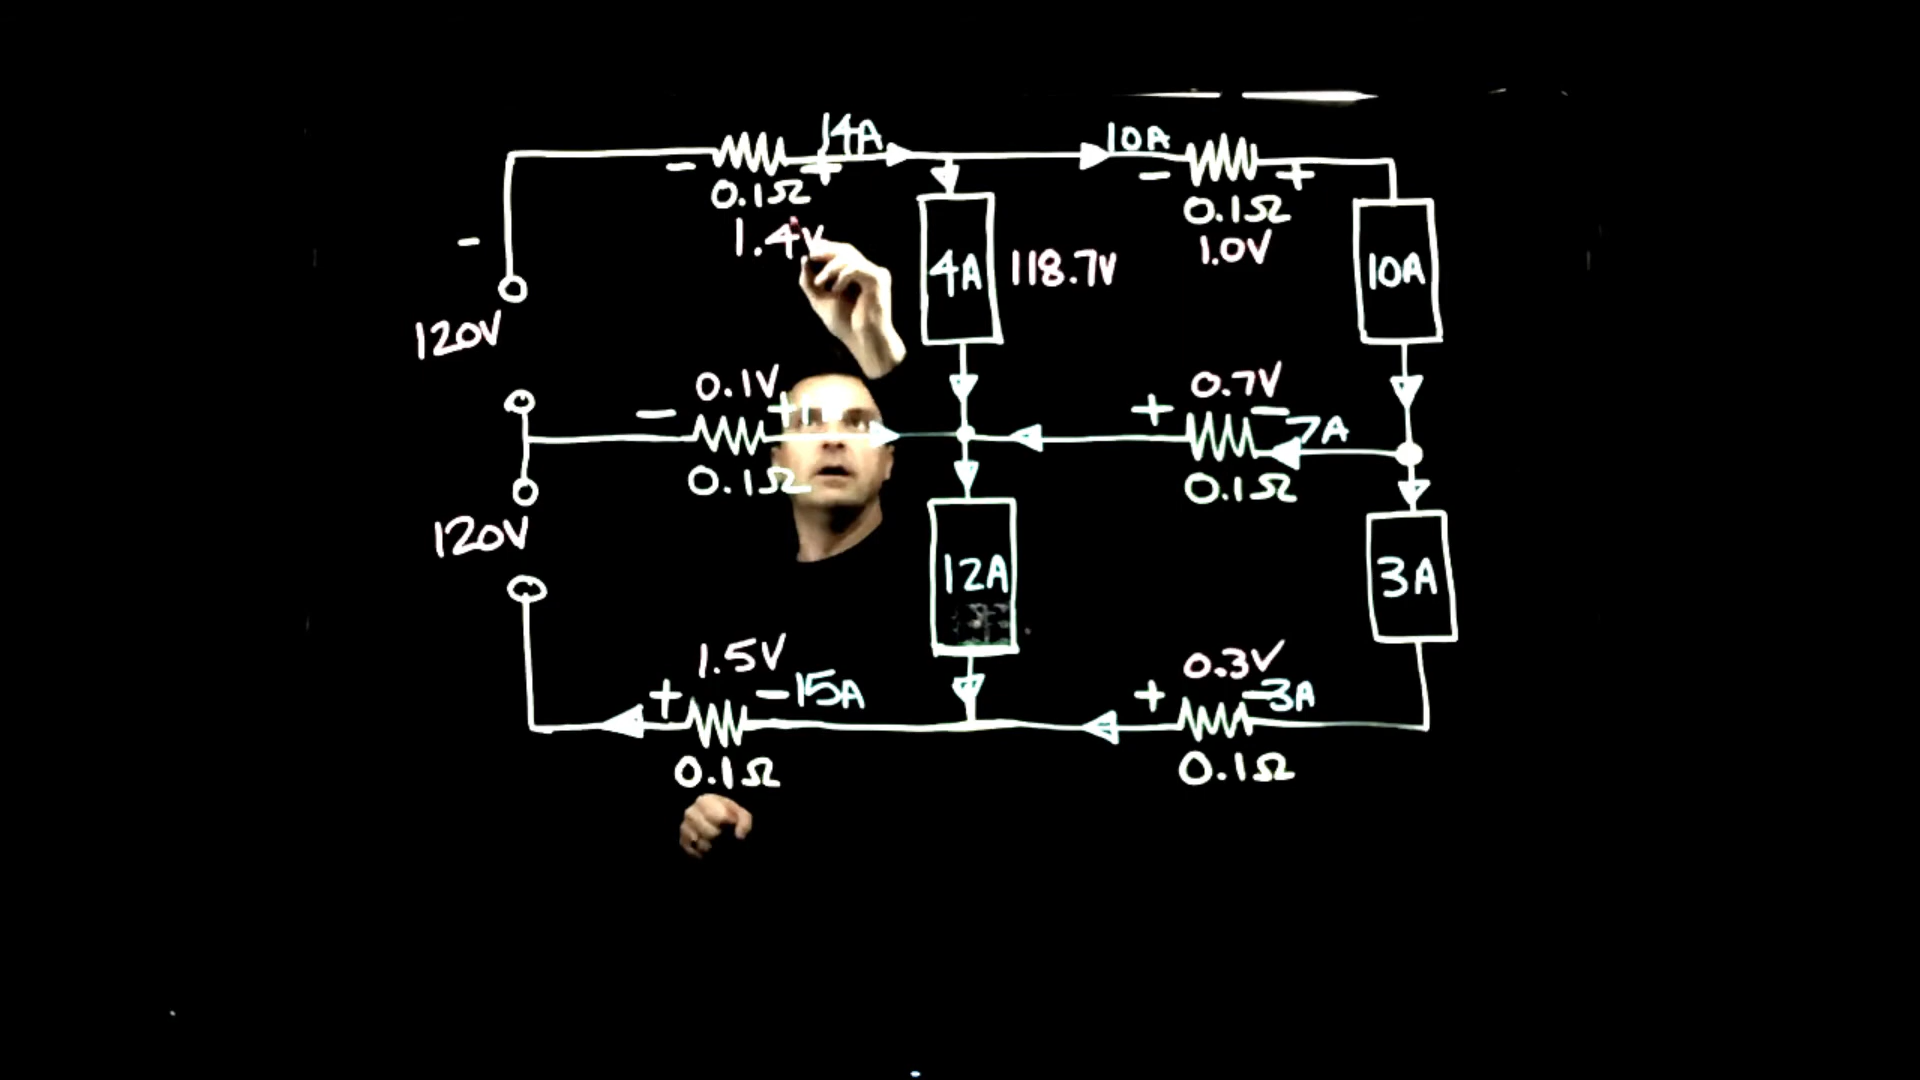 14A
10A
- +
- +
0.1Ω
0.1Ω
1.4V
1.0V
-
4A
118.7V
10A
120V
0.1V
0.7V
- +
+ -
7A
0.1Ω
0.1Ω
120V
12A
3A
1.5V
0.3V
+ -
15A
+ -
3A
0.1Ω
0.1Ω